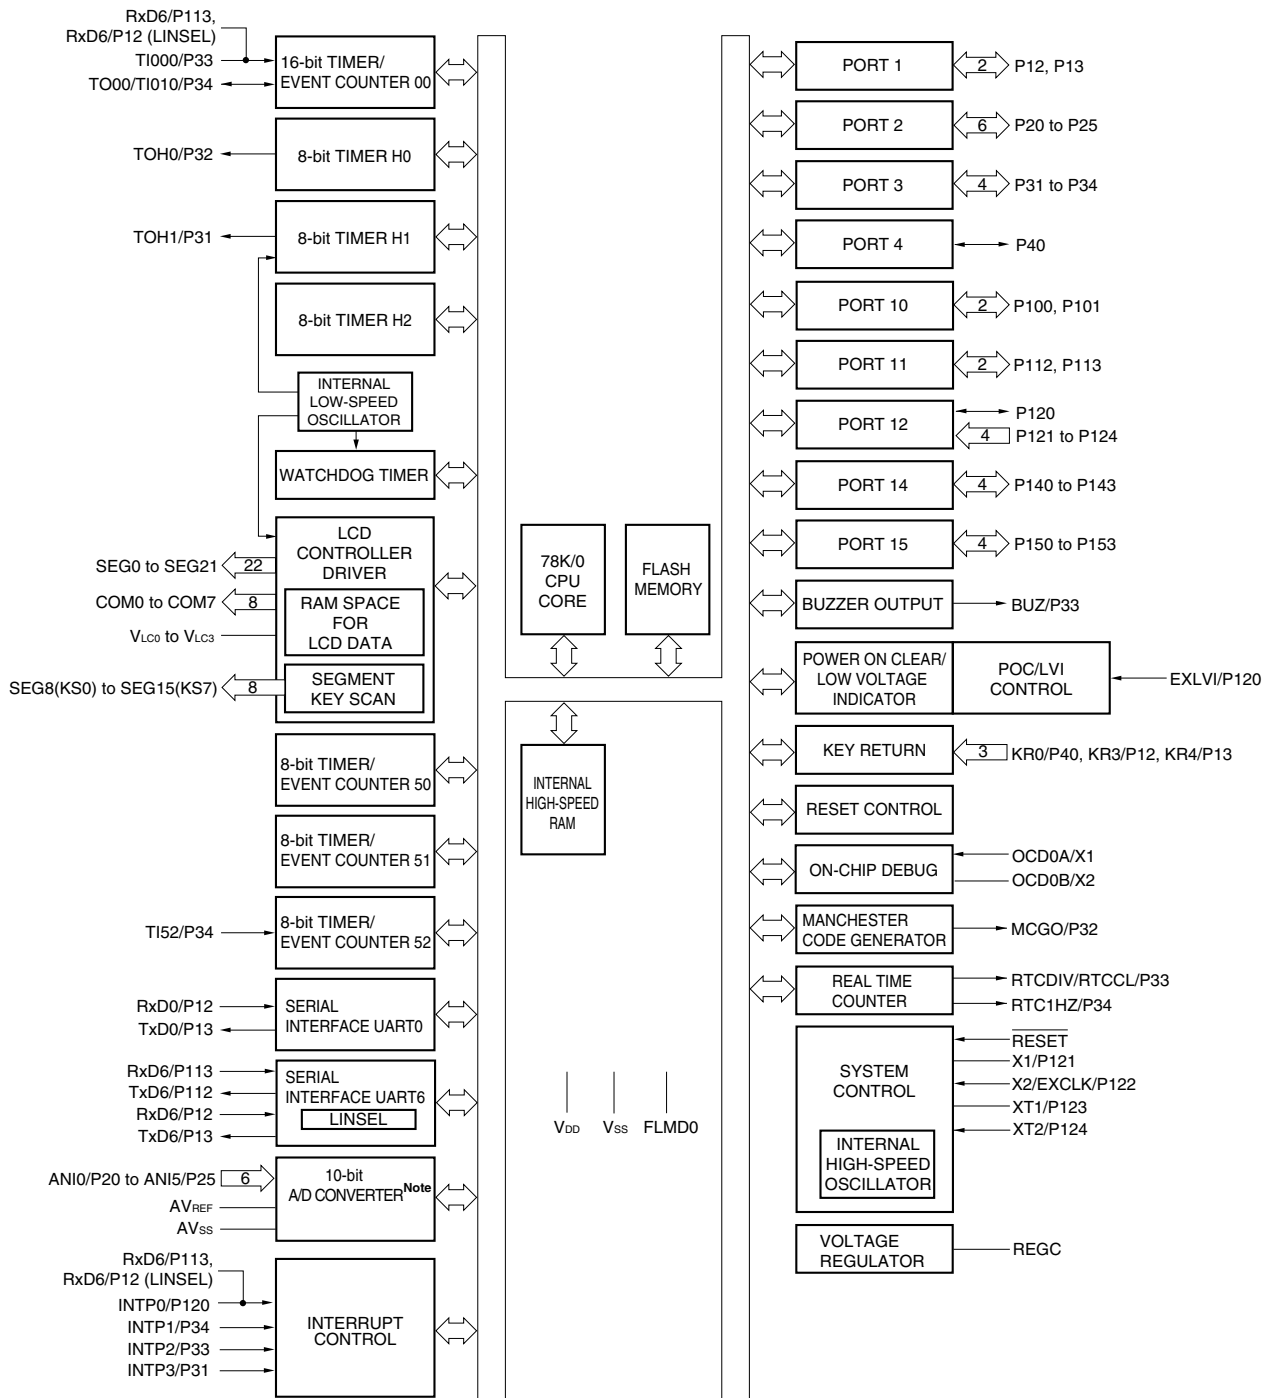 RxD6/P113,
RxD6/P12 (LINSEL)
TI000/P33
TO00/TI010/P34
16-bit TIMER/
EVENT COUNTER 00
TOH0/P32
8-bit TIMER H0
TOH1/P31
8-bit TIMER H1
8-bit TIMER H2
INTERNAL
LOW-SPEED
OSCILLATOR
WATCHDOG TIMER
LCD
CONTROLLER
DRIVER
SEG0 to SEG21
22
COM0 to COM7
8
RAM SPACE
FOR
LCD DATA
VLC0 to VLC3
SEG8(KS0) to SEG15(KS7)
8
SEGMENT
KEY SCAN
8-bit TIMER/
EVENT COUNTER 50
8-bit TIMER/
EVENT COUNTER 51
TI52/P34
8-bit TIMER/
EVENT COUNTER 52
RxD0/P12
TxD0/P13
SERIAL
INTERFACE UART0
RxD6/P113
TxD6/P112
RxD6/P12
TxD6/P13
SERIAL
INTERFACE UART6
LINSEL
ANI0/P20 to ANI5/P25
6
AVREF
AVSS
10-bit
A/D CONVERTER Note
RxD6/P113,
RxD6/P12 (LINSEL)
INTP0/P120
INTP1/P34
INTP2/P33
INTP3/P31
INTERRUPT
CONTROL
78K/0
CPU
CORE
FLASH
MEMORY
INTERNAL
HIGH-SPEED
RAM
VDD
VSS
FLMD0
PORT 1
2
P12, P13
PORT 2
6
P20 to P25
PORT 3
4
P31 to P34
PORT 4
P40
PORT 10
2
P100, P101
PORT 11
2
P112, P113
PORT 12
P120
4
P121 to P124
PORT 14
4
P140 to P143
PORT 15
4
P150 to P153
BUZZER OUTPUT
BUZ/P33
POWER ON CLEAR/
LOW VOLTAGE
INDICATOR
POC/LVI
CONTROL
EXLVI/P120
KEY RETURN
3
KR0/P40, KR3/P12, KR4/P13
RESET CONTROL
ON-CHIP DEBUG
OCD0A/X1
OCD0B/X2
MANCHESTER
CODE GENERATOR
MCGO/P32
REAL TIME
COUNTER
RTCDIV/RTCCL/P33
RTC1HZ/P34
SYSTEM
CONTROL
RESET
X1/P121
X2/EXCLK/P122
XT1/P123
XT2/P124
INTERNAL
HIGH-SPEED
OSCILLATOR
VOLTAGE
REGULATOR
REGC